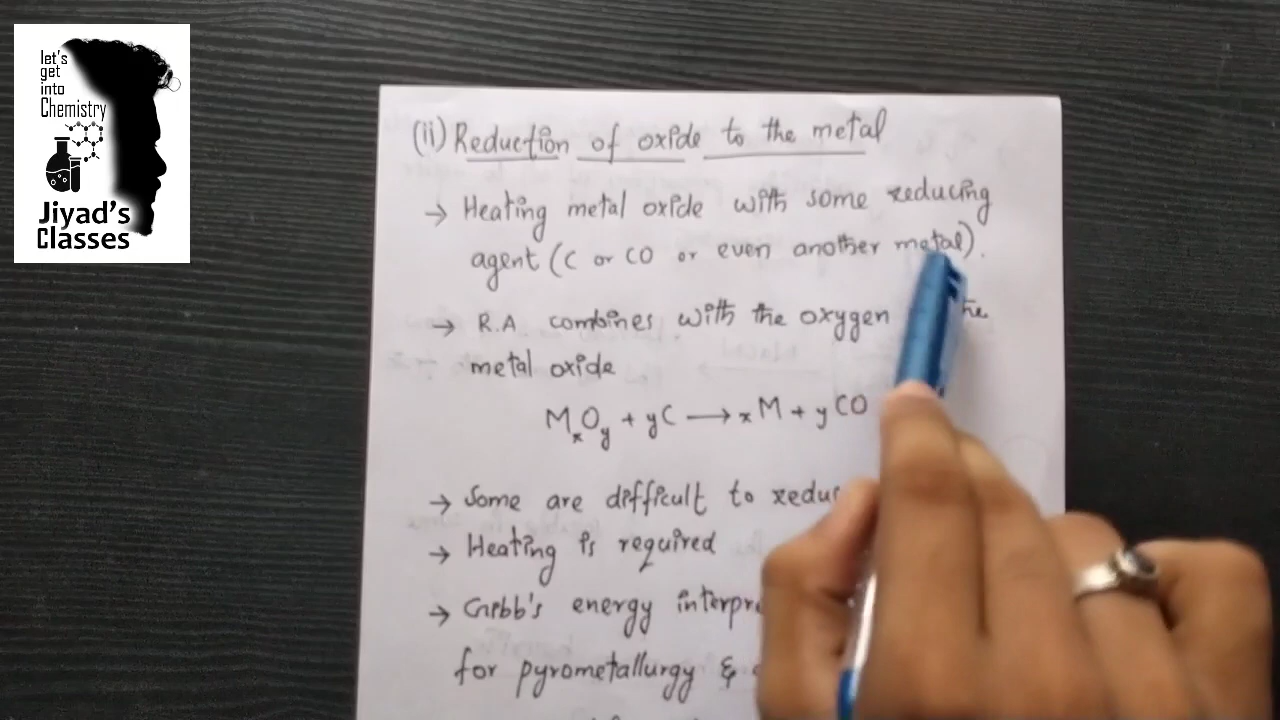 let's
get
into
Chemistry
Jiyad's
Classes
(ii) Reduction of oxide to the metal
→ Heating metal oxide with some reducing
agent (C or CO or even another metal).
→ R.A combines with the oxygen
metal oxide
MₓOᵧ + yC ⟶ ₓM + yCO
→ Some are difficult to
→ Heating is required
→ Gibb's energy
for pyrometallurgy &